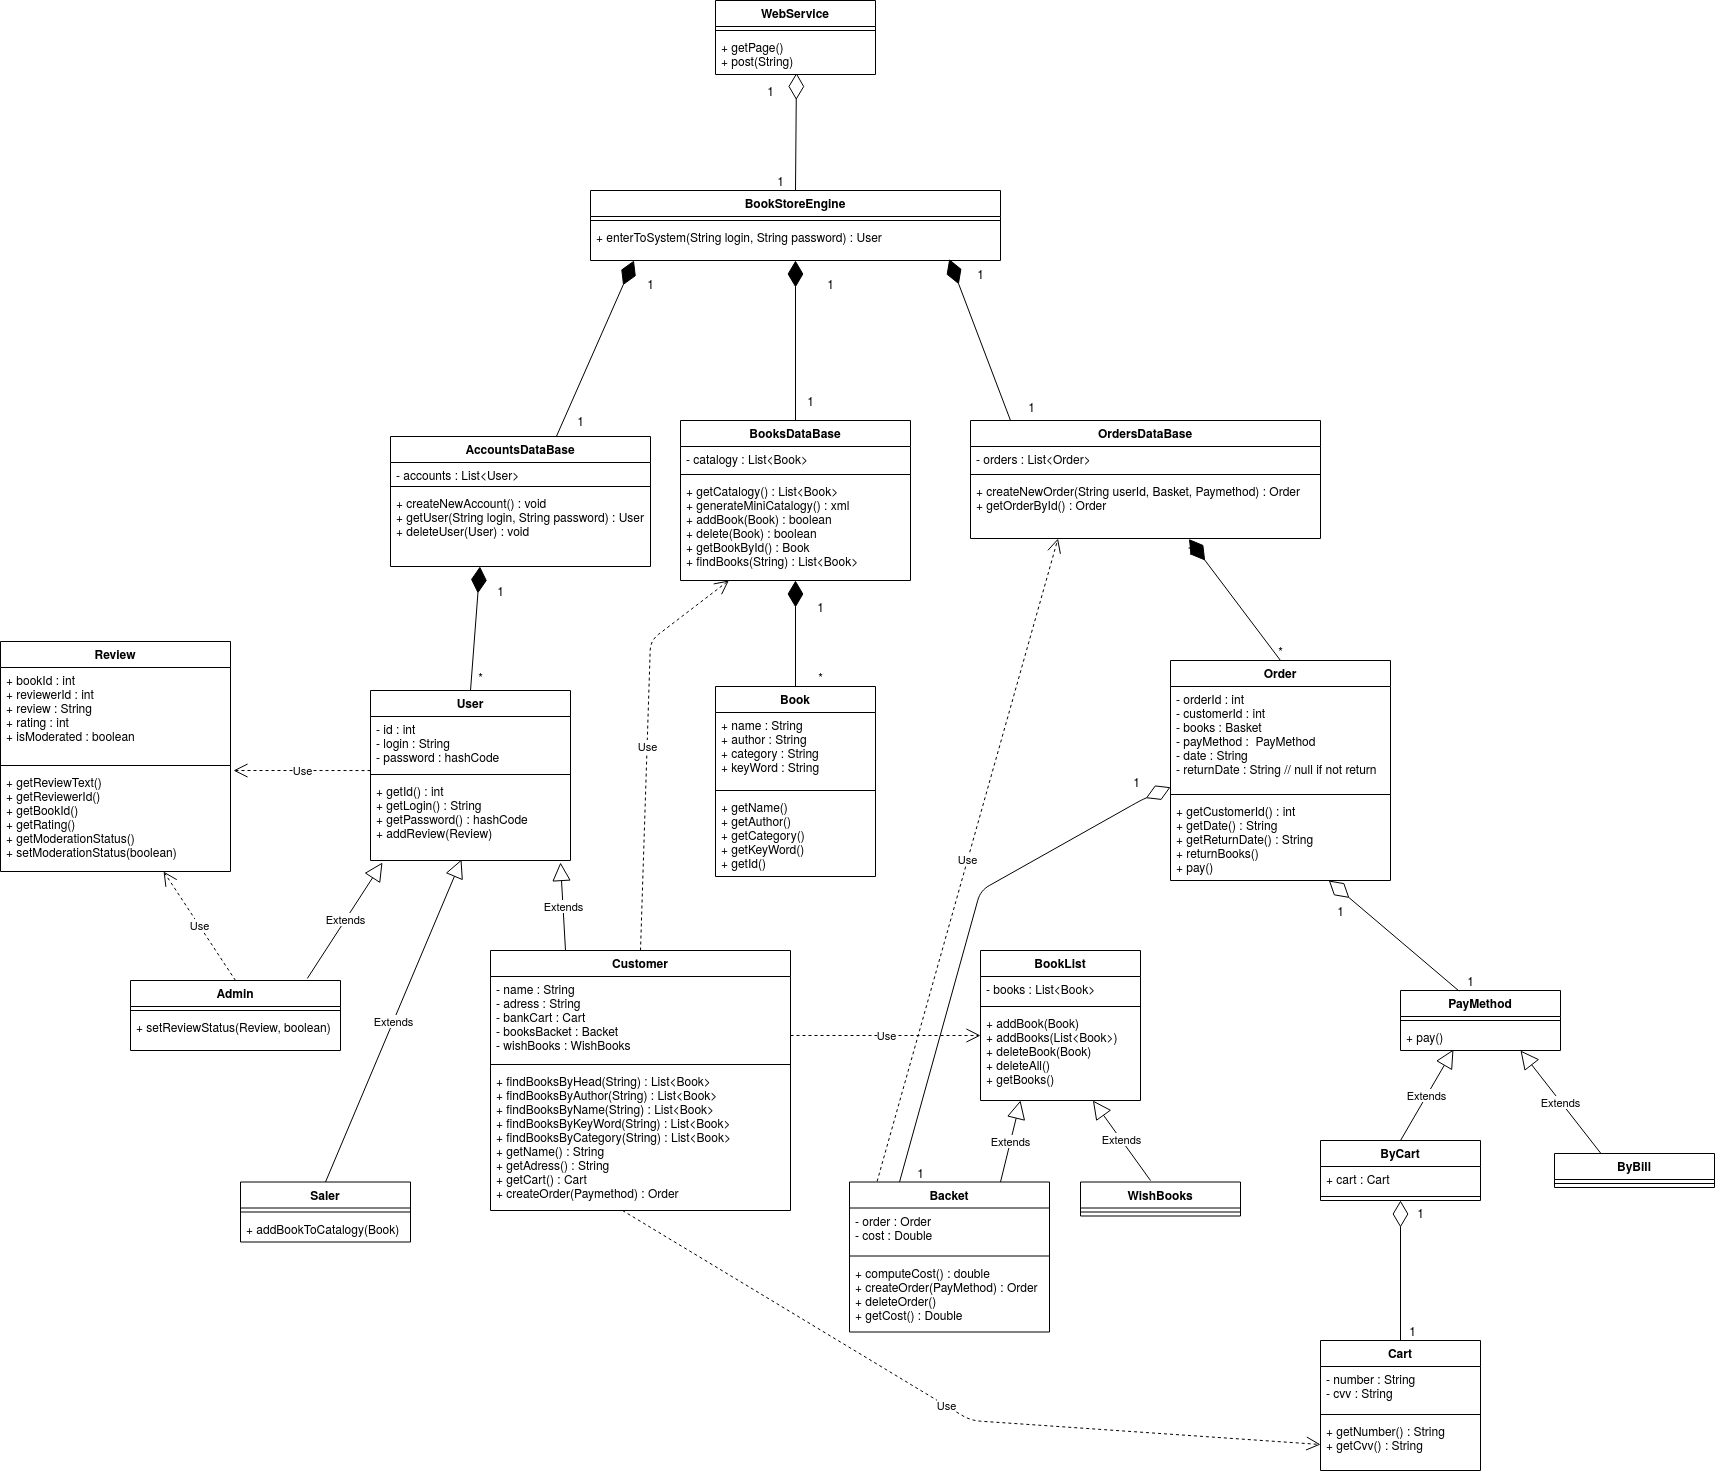 WebService
+ getPage()
+ post(String)
1
1
BookStoreEngine
+ enterToSystem(String login, String password) : User
1
1
1
1
1
1
AccountsDataBase
- accounts : List<User>
+ createNewAccount() : void
+ getUser(String login, String password) : User
+ deleteUser(User) : void
BooksDataBase
- catalogy : List<Book>
+ getCatalogy() : List<Book>
+ generateMiniCatalogy() : xml
+ addBook(Book) : boolean
+ delete(Book) : boolean
+ getBookById() : Book
+ findBooks(String) : List<Book>
OrdersDataBase
- orders : List<Order>
+ createNewOrder(String userId, Basket, Paymethod) : Order
+ getOrderById() : Order
1
*
1
*
*
Review
+ bookId : int
+ reviewerId : int
+ review : String
+ rating : int
+ isModerated : boolean
+ getReviewText()
+ getReviewerId()
+ getBookId()
+ getRating()
+ getModerationStatus()
+ setModerationStatus(boolean)
Use
User
- id : int
- login : String
- password : hashCode
+ getId() : int
+ getLogin() : String
+ getPassword() : hashCode
+ addReview(Review)
Use
Book
+ name : String
+ author : String
+ category : String
+ keyWord : String
+ getName()
+ getAuthor()
+ getCategory()
+ getKeyWord()
+ getId()
Use
Order
- orderId : int
- customerId : int
- books : Basket
- payMethod :  PayMethod
- date : String
- returnDate : String // null if not return
+ getCustomerId() : int
+ getDate() : String
+ getReturnDate() : String
+ returnBooks()
+ pay()
1
1
1
Use
Extends
Extends
Extends
Admin
+ setReviewStatus(Review, boolean)
Customer
- name : String
- adress : String
- bankCart : Cart
- booksBacket : Backet
- wishBooks : WishBooks
+ findBooksByHead(String) : List<Book>
+ findBooksByAuthor(String) : List<Book>
+ findBooksByName(String) : List<Book>
+ findBooksByKeyWord(String) : List<Book>
+ findBooksByCategory(String) : List<Book>
+ getName() : String
+ getAdress() : String
+ getCart() : Cart
+ createOrder(Paymethod) : Order
Use
BookList
- books : List<Book>
+ addBook(Book)
+ addBooks(List<Book>)
+ deleteBook(Book)
+ deleteAll()
+ getBooks()
PayMethod
+ pay()
Extends
Extends
Extends
Extends
Saler
+ addBookToCatalogy(Book)
1
Backet
- order : Order
- cost : Double
+ computeCost() : double
+ createOrder(PayMethod) : Order
+ deleteOrder()
+ getCost() : Double
WishBooks
ByCart
+ cart : Cart
ByBill
1
1
Use
Cart
- number : String
- cvv : String
+ getNumber() : String
+ getCvv() : String